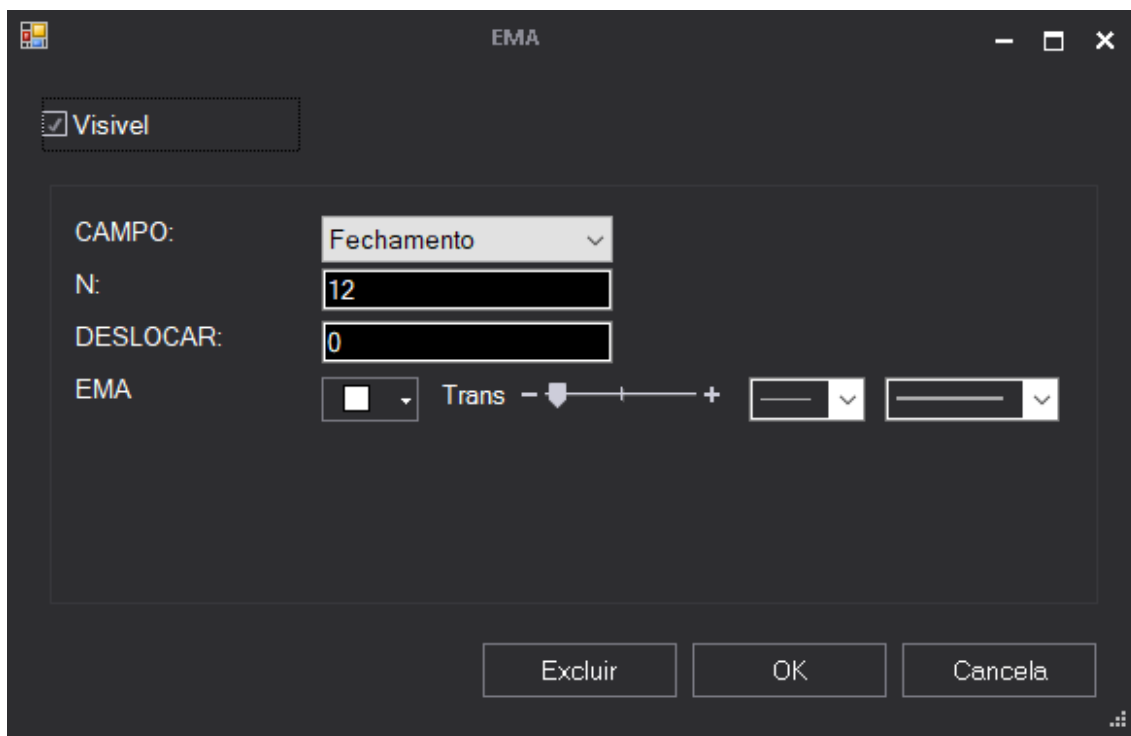 EMA
Visivel
CAMPO: Fechamento
N: 12
DESLOCAR: 0
EMA Trans
Excluir OK Cancela